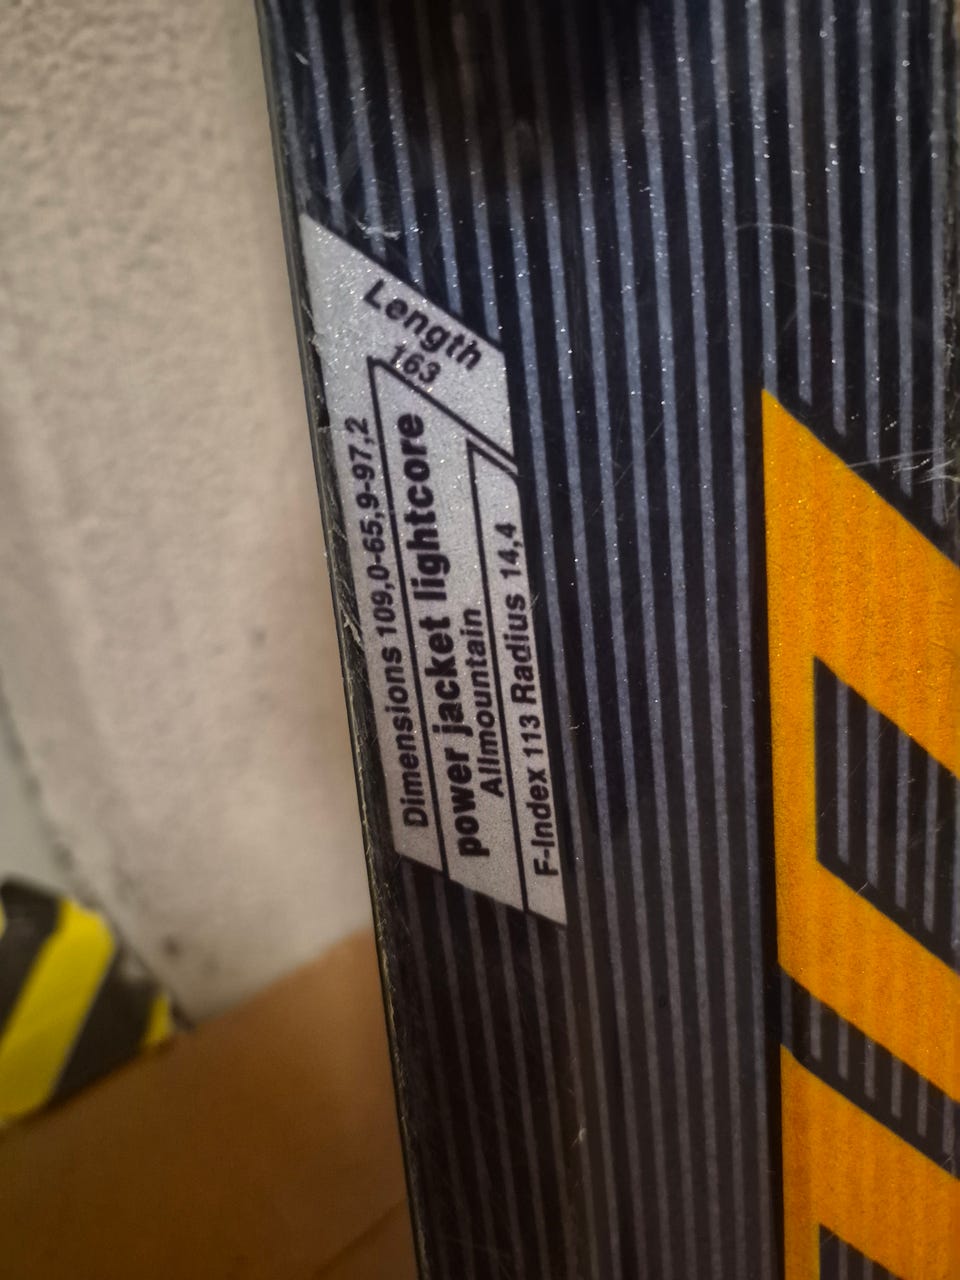 Length
163
Dimensions 109,0-65,9-97,2
power jacket lightcore
Allmountain
F-Index 113 Radius 14,4